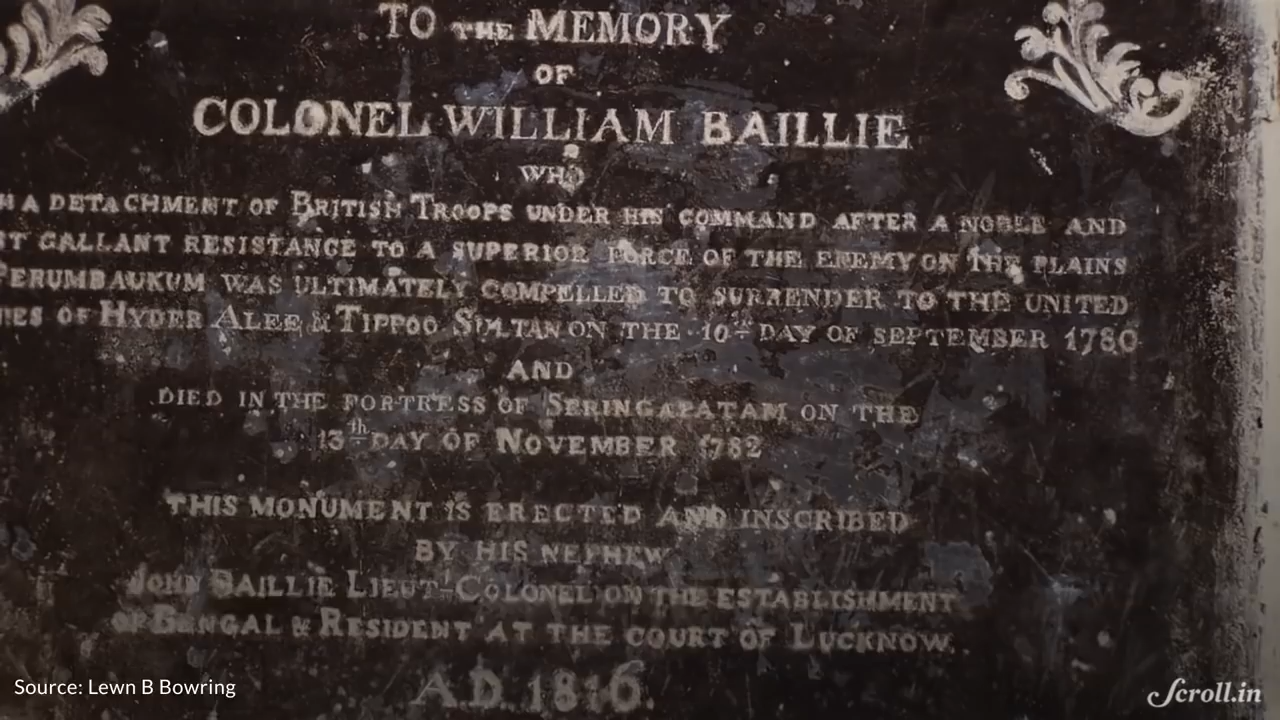 TO THE MEMORY
OF
COLONEL WILLIAM BAILLIE
WHO
H A DETACHMENT OF BRITISH TROOPS UNDER HIS COMMAND AFTER A NOBLE AND
ST GALLANT RESISTANCE TO A SUPERIOR FORCE OF THE ENEMY ON THE PLAINS
PERUMBAUKUM WAS ULTIMATELY COMPELLED TO SURRENDER TO THE UNITED
MIES OF HYDER ALEE & TIPPOO SULTAN ON THE 10TH DAY OF SEPTEMBER 1780
AND
DIED IN THE FORTRESS OF SERINGAPATAM ON THE
13th DAY OF NOVEMBER 1782
THIS MONUMENT IS ERECTED AND INSCRIBED
BY HIS NEPHEW
JOHN BAILLIE LIEUT-COLONEL ON THE ESTABLISHMENT
OF BENGAL & RESIDENT AT THE COURT OF LUCKNOW.
A.D. 1816.
Source: Lewn B Bowring
Scroll.in